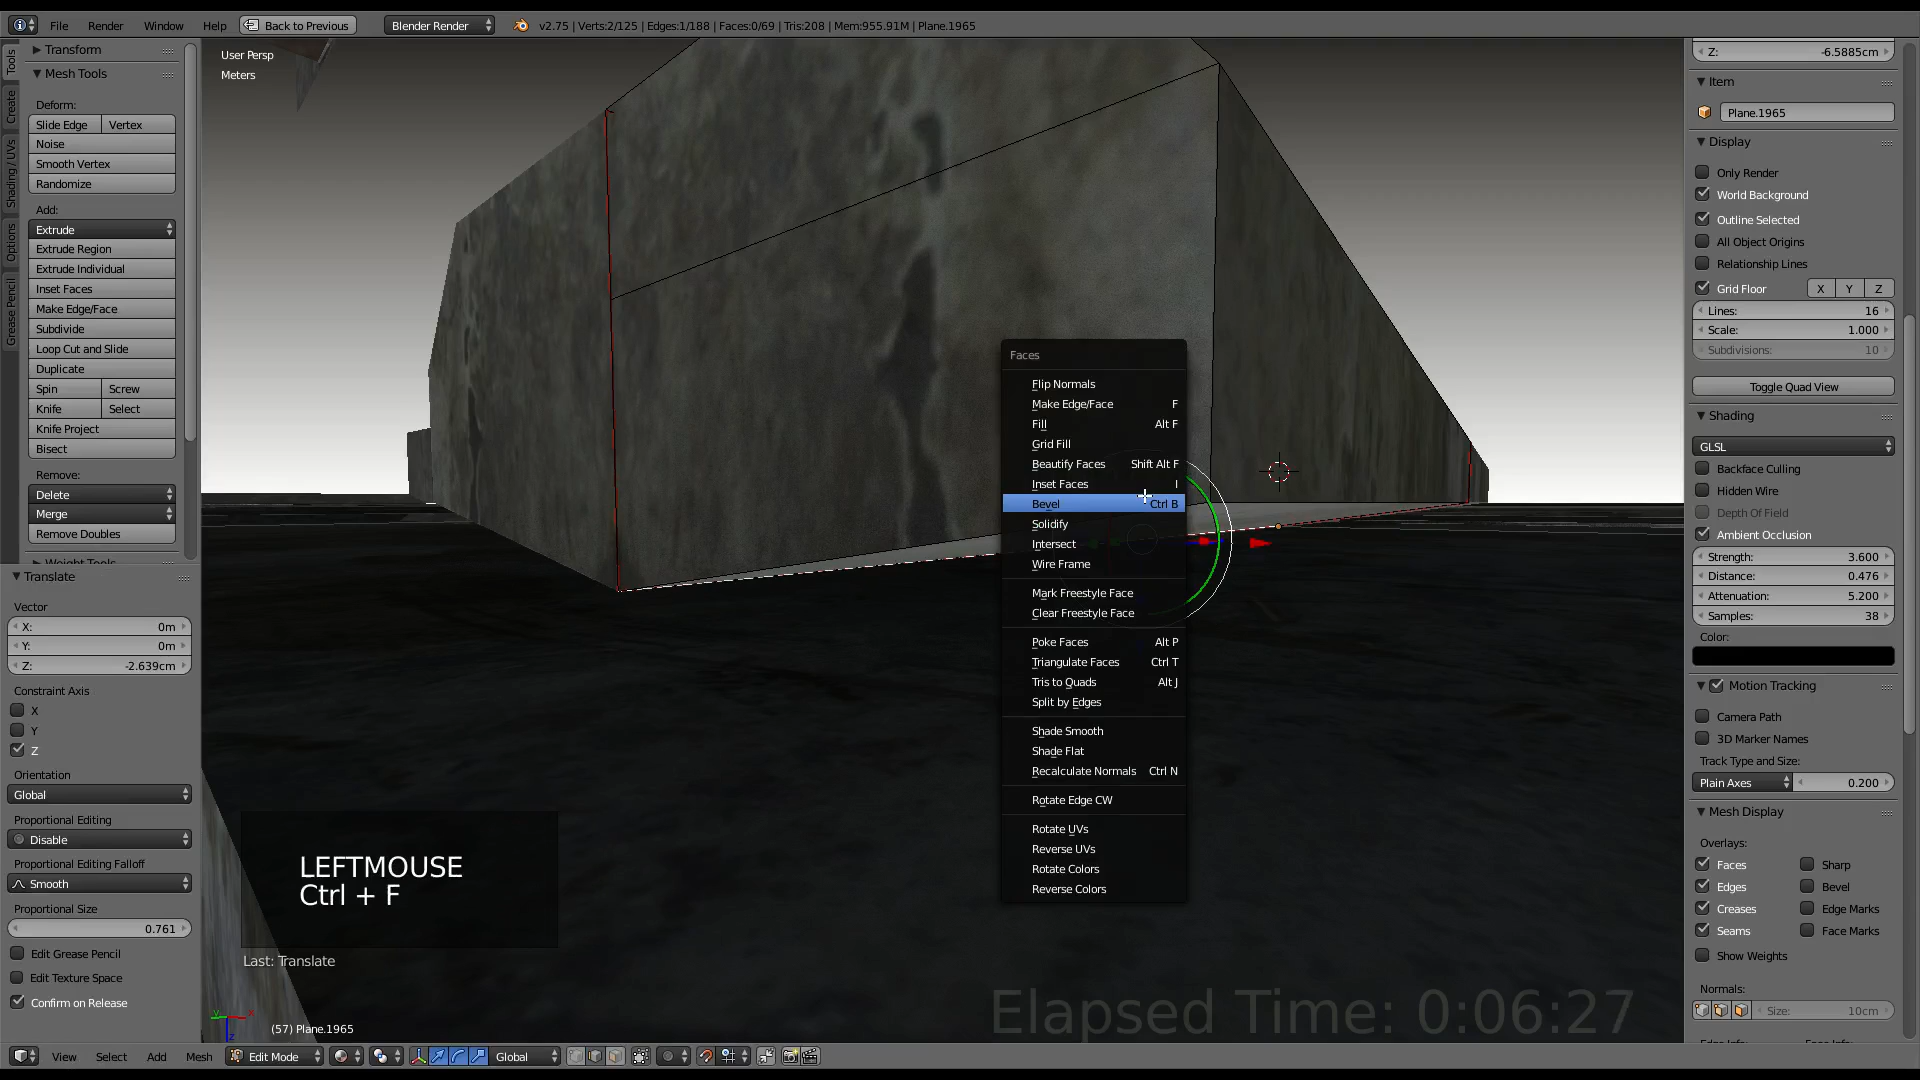 File
Render
Window
Help
Back to Previous
Blender Render
v2.75 | Verts:2/125 | Edges:1/188 | Faces:0/69 | Tris:208 | Mem:955.91M | Plane.1965
Tools
Create
Shading / UVs
Options
Grease Pencil
Transform
Mesh Tools
Deform:
Slide Edge
Vertex
Noise
Smooth Vertex
Randomize
Add:
Extrude
Extrude Region
Extrude Individual
Inset Faces
Make Edge/Face
Subdivide
Loop Cut and Slide
Duplicate
Spin
Screw
Knife
Select
Knife Project
Bisect
Remove:
Delete
Merge
Remove Doubles
Weight Tools
Translate
Vector
X: 0m
Y: 0m
Z: -2.639cm
Constraint Axis
X
Y
Z
Orientation
Global
Proportional Editing
Disable
Proportional Editing Falloff
Smooth
Proportional Size
0.761
Edit Grease Pencil
Edit Texture Space
Confirm on Release
User Persp
Meters
Faces
Flip Normals
Make Edge/Face F
Fill Alt F
Grid Fill
Beautify Faces Shift Alt F
Inset Faces I
Bevel Ctrl B
Solidify
Intersect
Wire Frame
Mark Freestyle Face
Clear Freestyle Face
Poke Faces Alt P
Triangulate Faces Ctrl T
Tris to Quads Alt J
Split by Edges
Shade Smooth
Shade Flat
Recalculate Normals Ctrl N
Rotate Edge CW
Rotate UVs
Reverse UVs
Rotate Colors
Reverse Colors
LEFTMOUSE
Ctrl + F
Last: Translate
Elapsed Time: 0:06:27
y x z
(57) Plane.1965
View
Select
Add
Mesh
Edit Mode
Global
Z: -6.5885cm
Item
Plane.1965
Display
Only Render
World Background
Outline Selected
All Object Origins
Relationship Lines
Grid Floor X Y Z
Lines: 16
Scale: 1.000
Subdivisions: 10
Toggle Quad View
Shading
GLSL
Backface Culling
Hidden Wire
Depth Of Field
Ambient Occlusion
Strength: 3.600
Distance: 0.476
Attenuation: 5.200
Samples: 38
Color:
Motion Tracking
Camera Path
3D Marker Names
Track Type and Size:
Plain Axes 0.200
Mesh Display
Overlays:
Faces Sharp
Edges Bevel
Creases Edge Marks
Seams Face Marks
Show Weights
Normals:
Size: 10cm